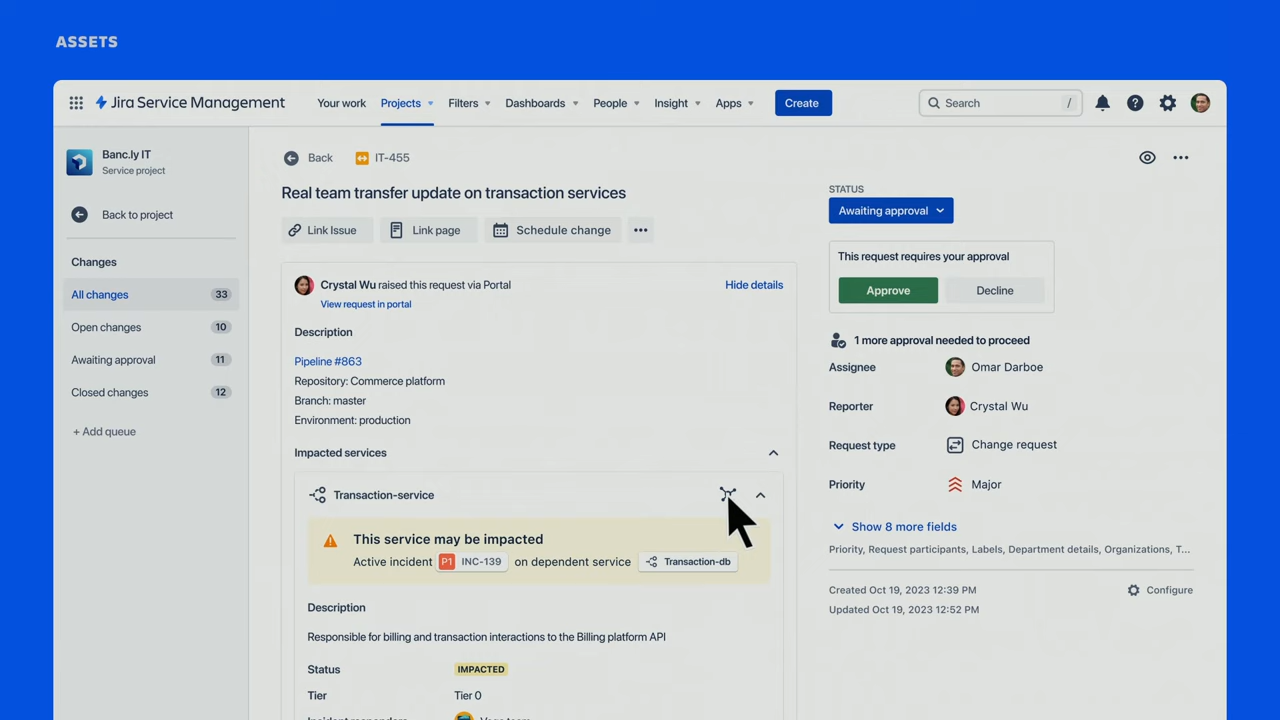 ASSETS
Jira Service Management
Your work
Projects
Filters
Dashboards
People
Insight
Apps
Create
Search
/
Banc.ly IT
Service project
Back to project
Changes
All changes 33
Open changes 10
Awaiting approval 11
Closed changes 12
+ Add queue
Back
IT-455
Real team transfer update on transaction services
Link Issue
Link page
Schedule change
Crystal Wu raised this request via Portal
Hide details
View request in portal
Description
Pipeline #863
Repository: Commerce platform
Branch: master
Environment: production
Impacted services
Transaction-service
This service may be impacted
Active incident P1 INC-139 on dependent service Transaction-db
Description
Responsible for billing and transaction interactions to the Billing platform API
Status IMPACTED
Tier Tier 0
STATUS
Awaiting approval
This request requires your approval
Approve
Decline
1 more approval needed to proceed
Assignee Omar Darboe
Reporter Crystal Wu
Request type Change request
Priority Major
Show 8 more fields
Priority, Request participants, Labels, Department details, Organizations, T...
Created Oct 19, 2023 12:39 PM
Configure
Updated Oct 19, 2023 12:52 PM